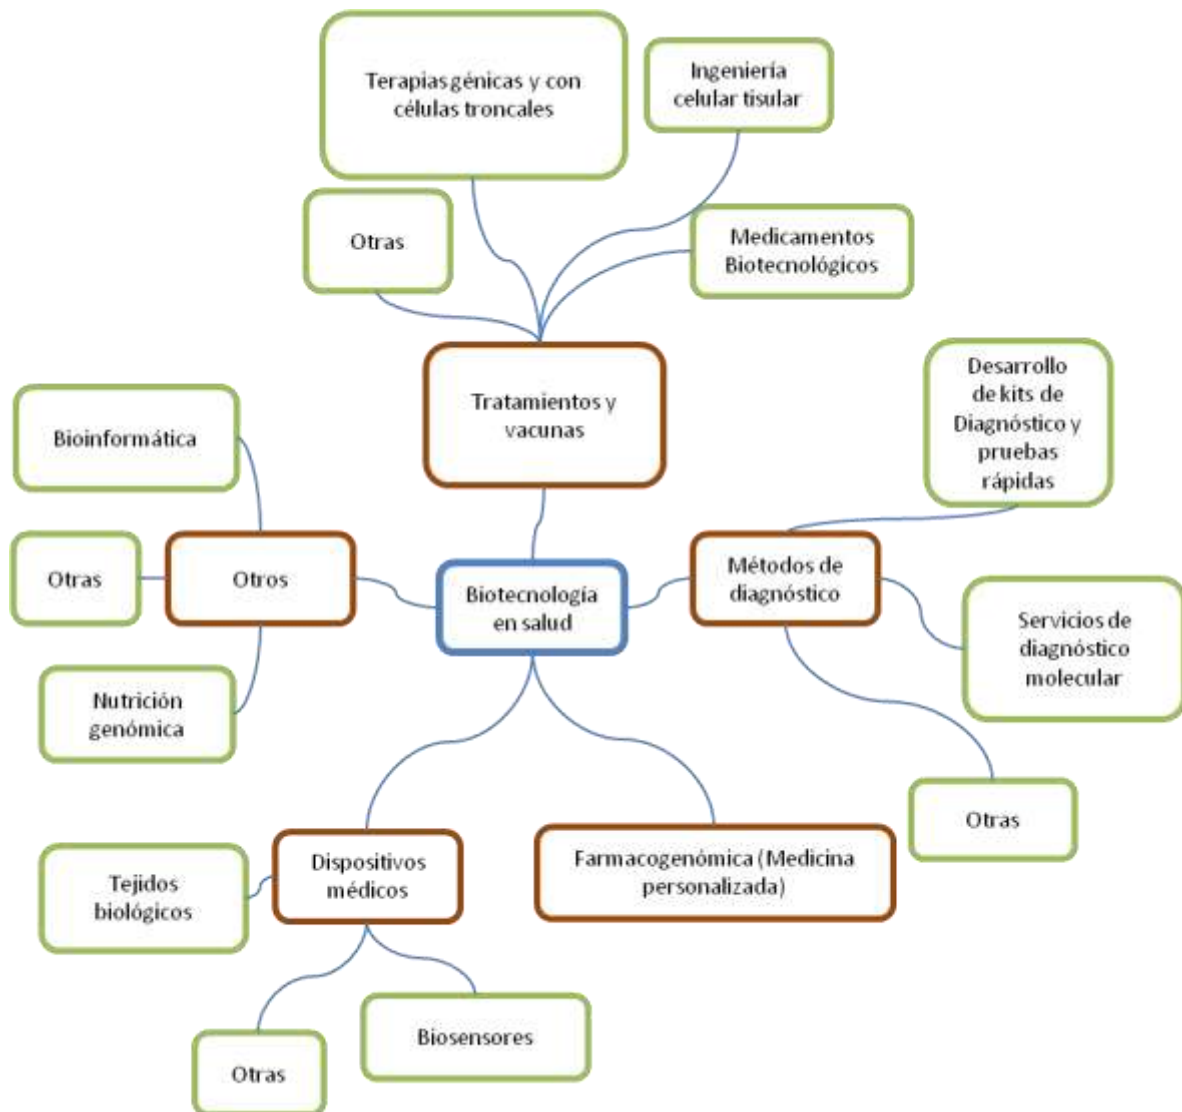 Terapias génicas y con
células troncales
Ingeniería
celular tisular
Otras
Medicamentos
Biotecnológicos
Tratamientos y
vacunas
Desarrollo
de kits de
Diagnóstico y
pruebas
rápidas
Bioinformática
Otras
Otros
Biotecnología
en salud
Métodos de
diagnóstico
Servicios de
diagnóstico
molecular
Nutrición
genómica
Otras
Tejidos
biológicos
Dispositivos
médicos
Farmacogenómica (Medicina
personalizada)
Biosensores
Otras